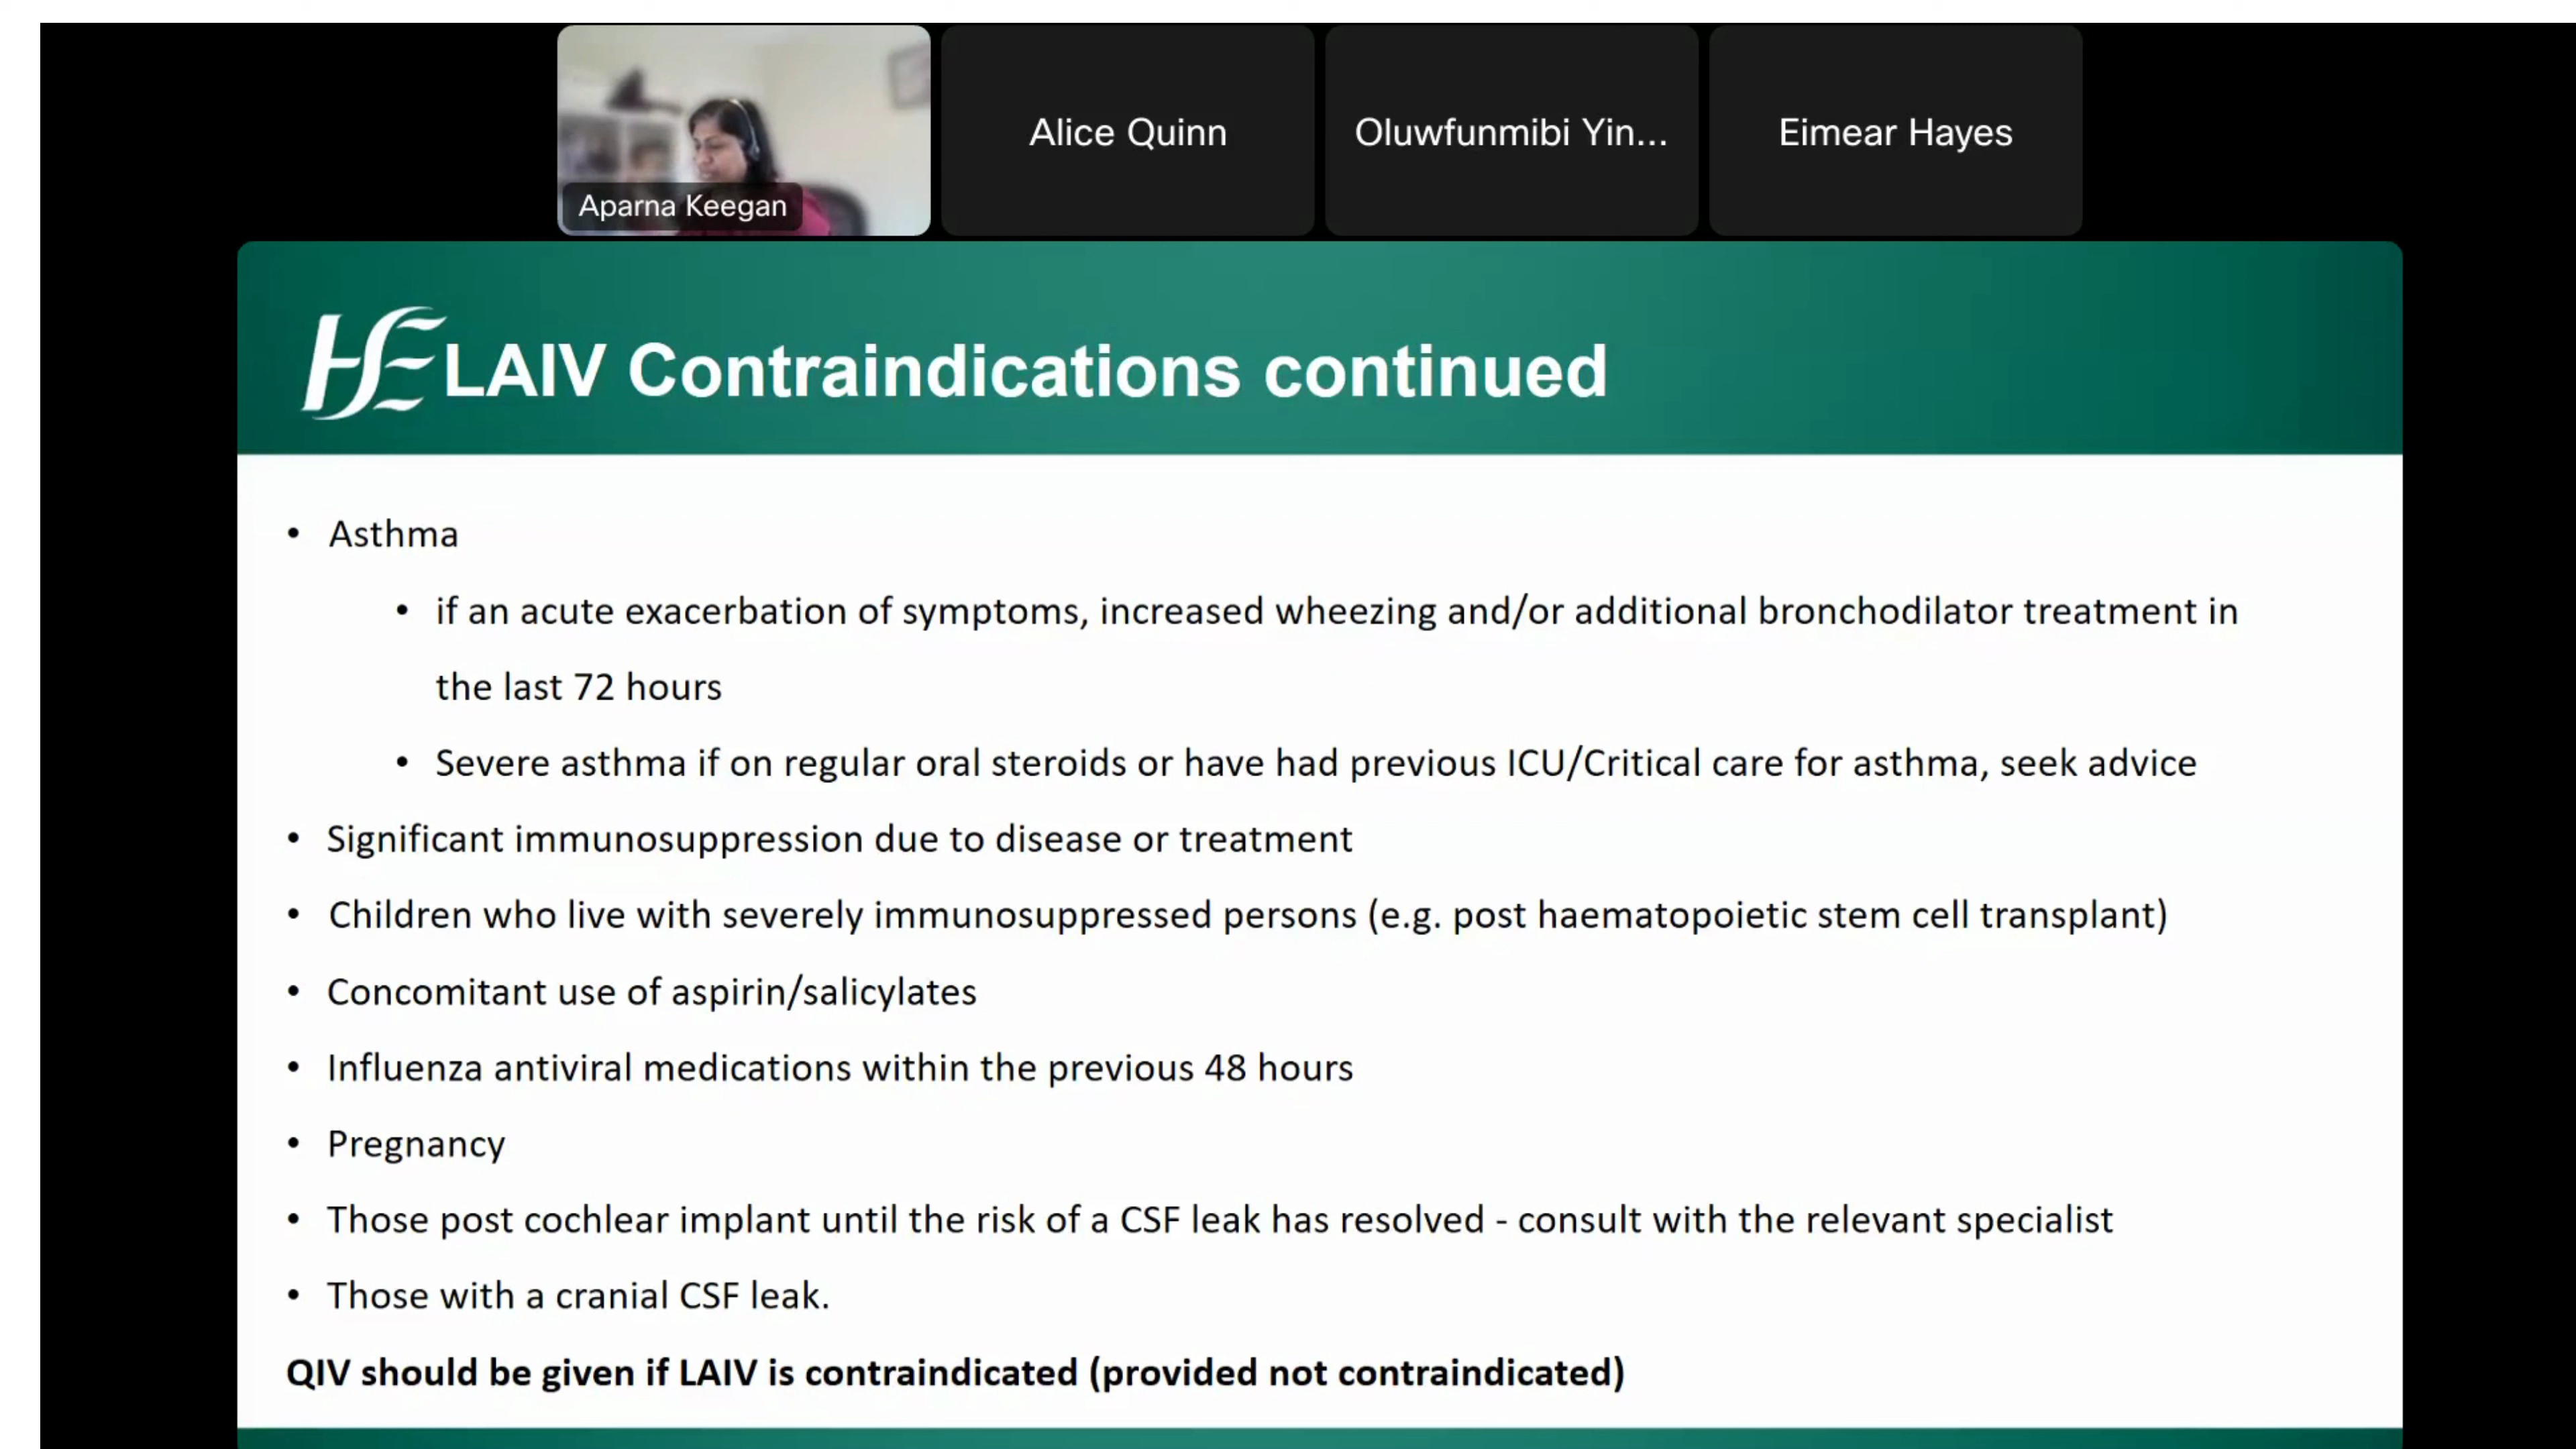 Aparna Keegan
Alice Quinn
Oluwfunmibi Yin...
Eimear Hayes
HSE LAIV Contraindications continued
• Asthma
• if an acute exacerbation of symptoms, increased wheezing and/or additional bronchodilator treatment in
the last 72 hours
• Severe asthma if on regular oral steroids or have had previous ICU/Critical care for asthma, seek advice
• Significant immunosuppression due to disease or treatment
• Children who live with severely immunosuppressed persons (e.g. post haematopoietic stem cell transplant)
• Concomitant use of aspirin/salicylates
• Influenza antiviral medications within the previous 48 hours
• Pregnancy
• Those post cochlear implant until the risk of a CSF leak has resolved - consult with the relevant specialist
• Those with a cranial CSF leak.
QIV should be given if LAIV is contraindicated (provided not contraindicated)